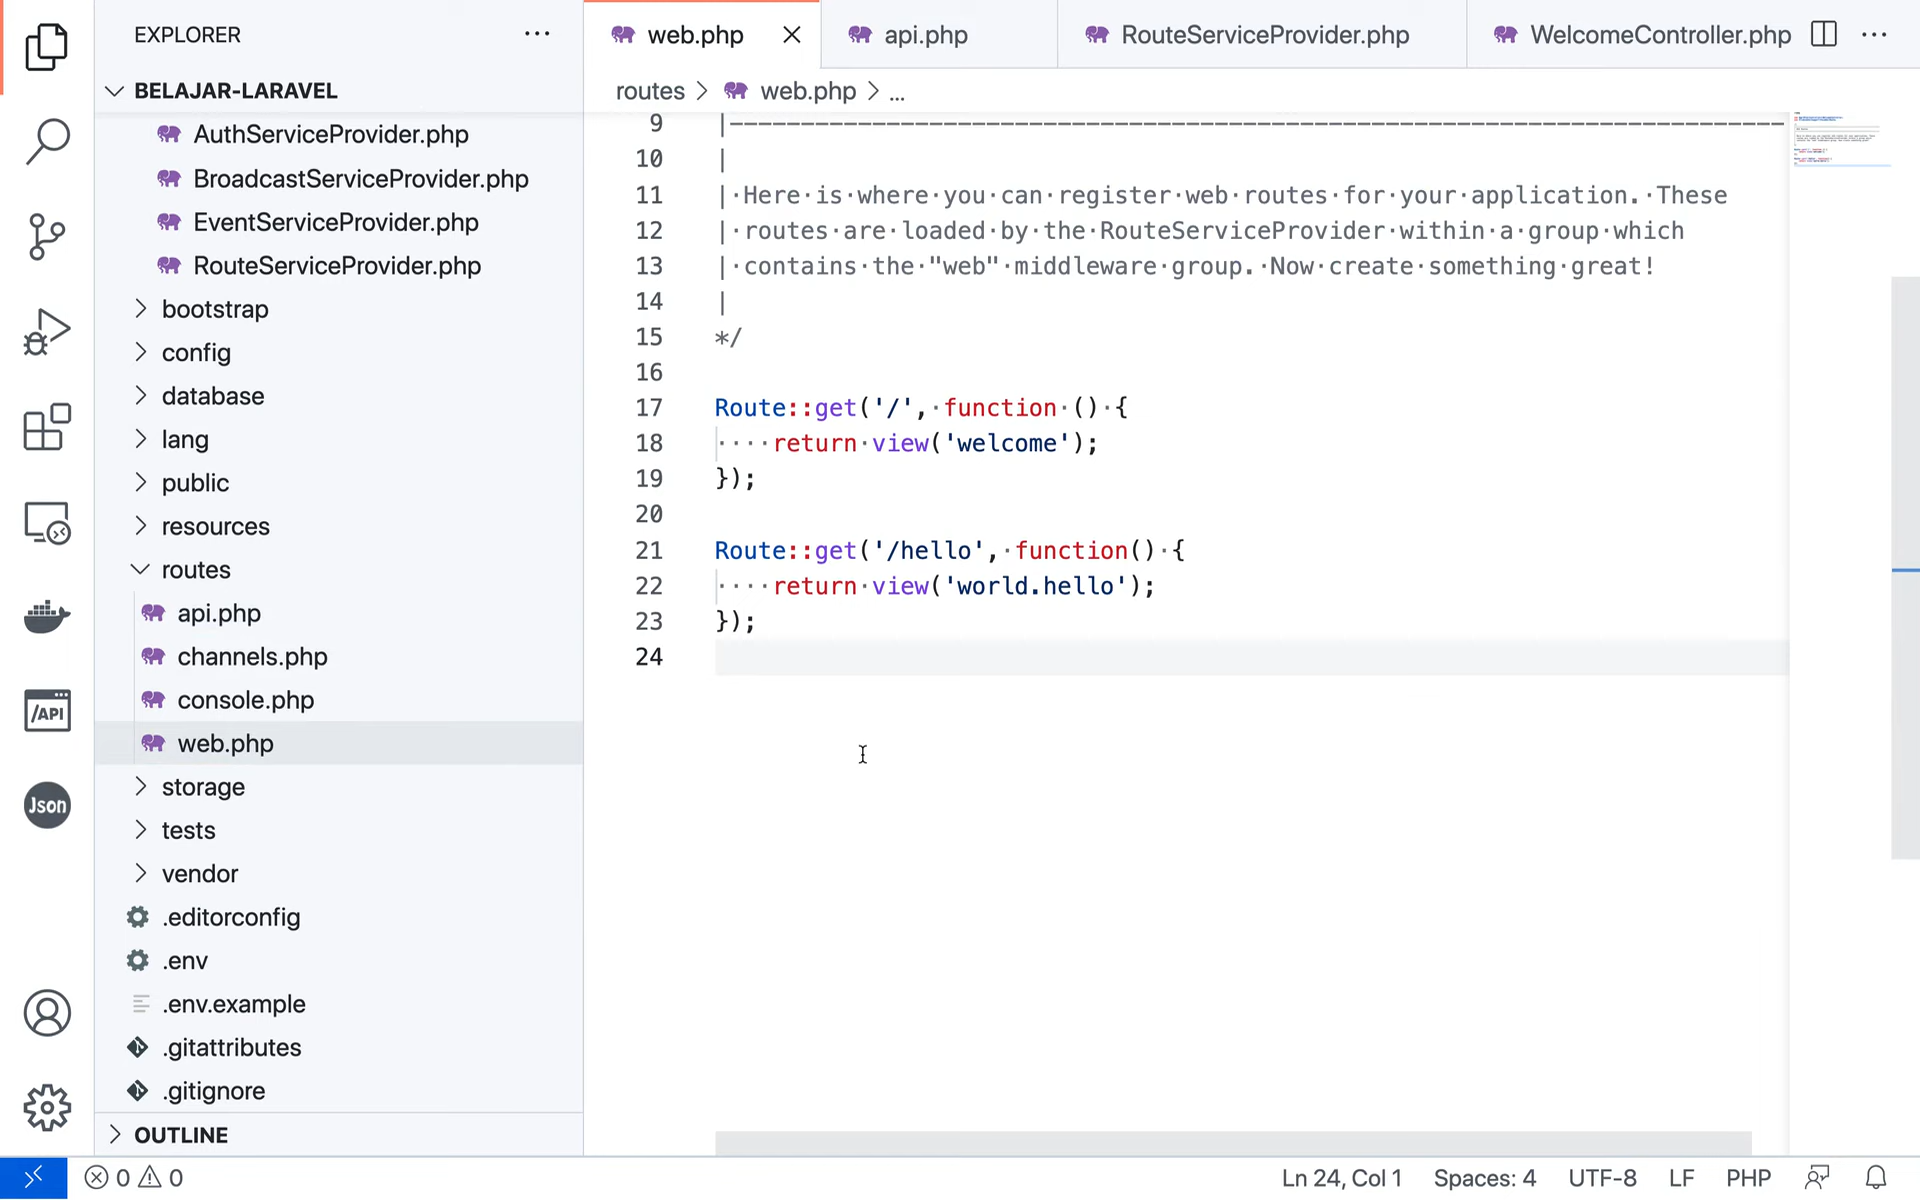 EXPLORER
BELAJAR-LARAVEL
AuthServiceProvider.php
BroadcastServiceProvider.php
EventServiceProvider.php
RouteServiceProvider.php
bootstrap
config
database
lang
public
resources
routes
api.php
channels.php
console.php
web.php
storage
tests
vendor
.editorconfig
.env
.env.example
.gitattributes
.gitignore
OUTLINE
/API
Json
web.php
api.php
RouteServiceProvider.php
WelcomeController.php
routes > web.php > ...
9 |--------------------------------------------------------------------------
10 |
11 | Here is where you can register web routes for your application. These
12 | routes are loaded by the RouteServiceProvider within a group which
13 | contains the "web" middleware group. Now create something great!
14 |
15 */
16
17 Route::get('/', function () {
18     return view('welcome');
19 });
20
21 Route::get('/hello', function() {
22     return view('world.hello');
23 });
24
0 0
Ln 24, Col 1 Spaces: 4 UTF-8 LF PHP